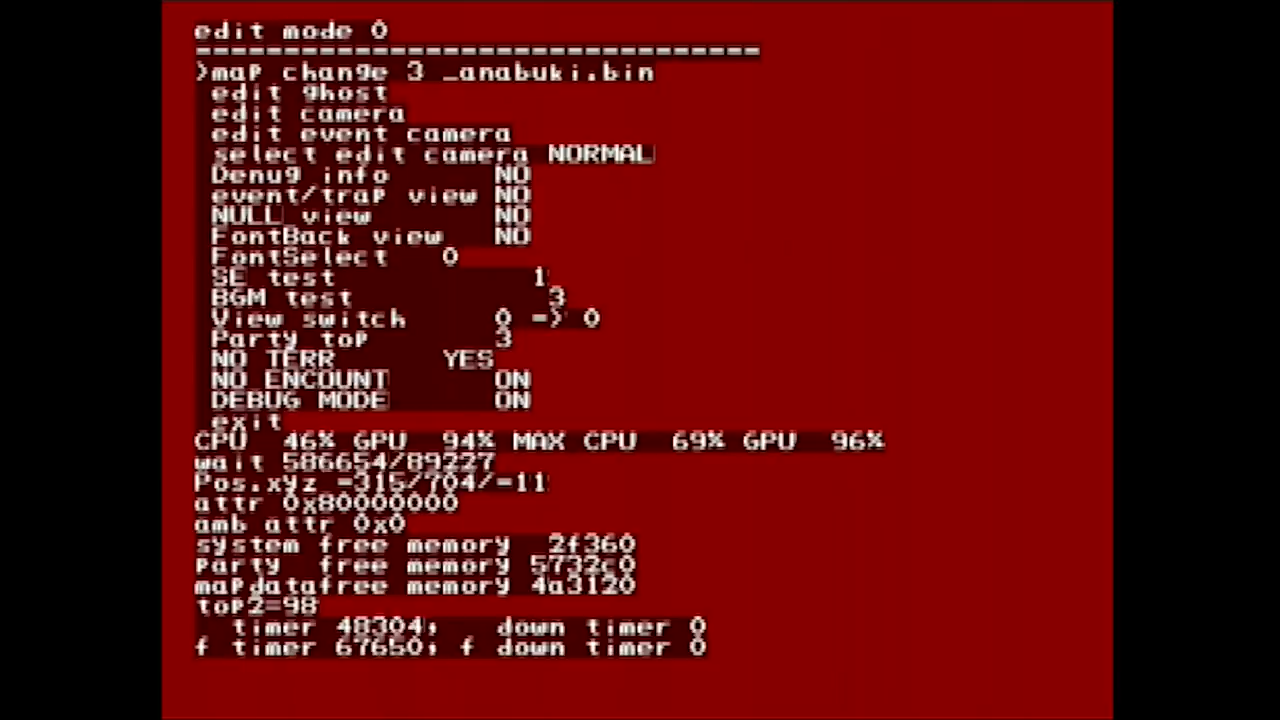 edit mode 0
--------------------------------
>map change 3 _anabuki.bin
edit ghost
edit camera
edit event camera
select edit camera NORMAL
Denug info NO
event/trap view NO
NULL view NO
FontBack view NO
FontSelect 0
SE test 1
BGM test 3
View switch 0 => 0
Party top 3
NO TERR YES
NO ENCOUNT ON
DEBUG MODE ON
exit
CPU 46% GPU 94% MAX CPU 69% GPU 96%
wait 586654/89227
Pos.xyz =315/704/=11
attr 0x80000000
amb attr 0x0
system free memory 2f360
party free memory 5732c0
mapdatafree memory 4a3120
top2=98
timer 48304; down timer 0
f timer 67650; f down timer 0